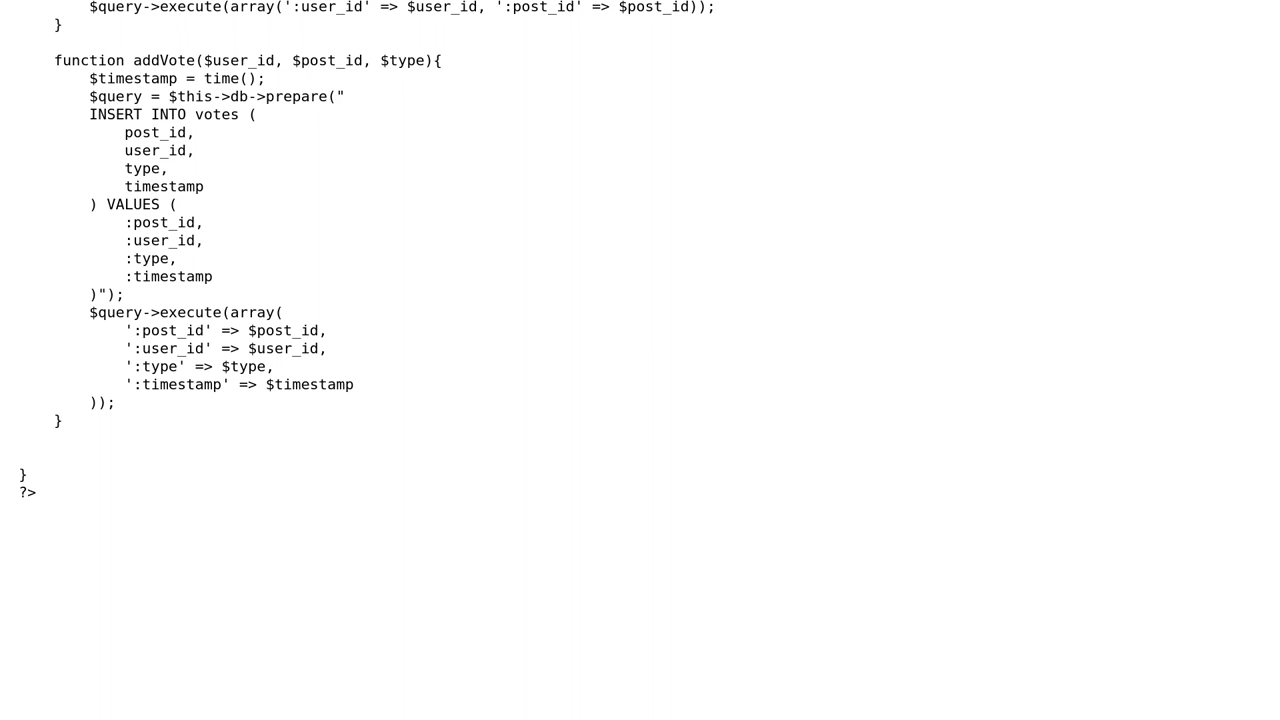 $query->execute(array(':user_id' => $user_id, ':post_id' => $post_id));
    }

    function addVote($user_id, $post_id, $type){
        $timestamp = time();
        $query = $this->db->prepare("
        INSERT INTO votes (
            post_id,
            user_id,
            type,
            timestamp
        ) VALUES (
            :post_id,
            :user_id,
            :type,
            :timestamp
        )");
        $query->execute(array(
            ':post_id' => $post_id,
            ':user_id' => $user_id,
            ':type' => $type,
            ':timestamp' => $timestamp
        ));
    }


}
?>